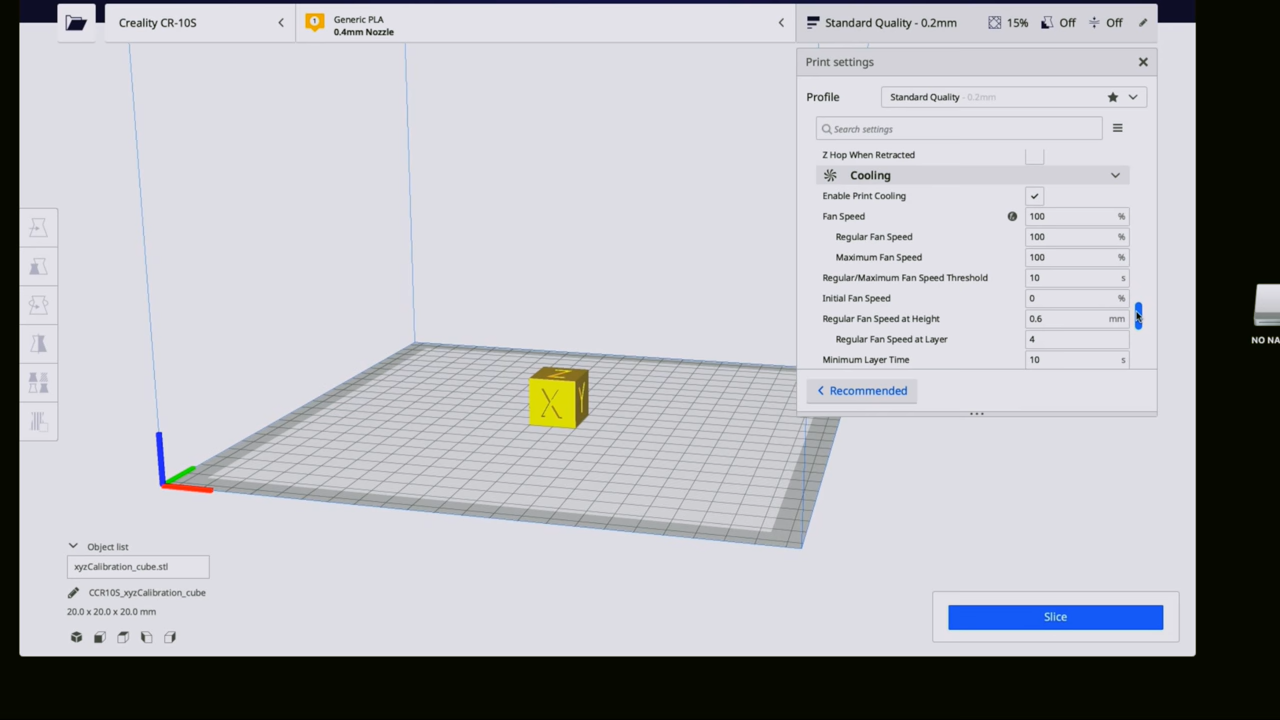 Creality CR-10S
1
Generic PLA
0.4mm Nozzle
Standard Quality - 0.2mm
15%
Off
Off
Print settings
Profile
Standard Quality - 0.2mm
Search settings
Z Hop When Retracted
Cooling
Enable Print Cooling
Fan Speed 100 %
Regular Fan Speed 100 %
Maximum Fan Speed 100 %
Regular/Maximum Fan Speed Threshold 10 s
Initial Fan Speed 0 %
Regular Fan Speed at Height 0.6 mm
Regular Fan Speed at Layer 4
Minimum Layer Time 10 s
Recommended
Z
X
Y
NO NA
Object list
xyzCalibration_cube.stl
CCR10S_xyzCalibration_cube
20.0 x 20.0 x 20.0 mm
Slice